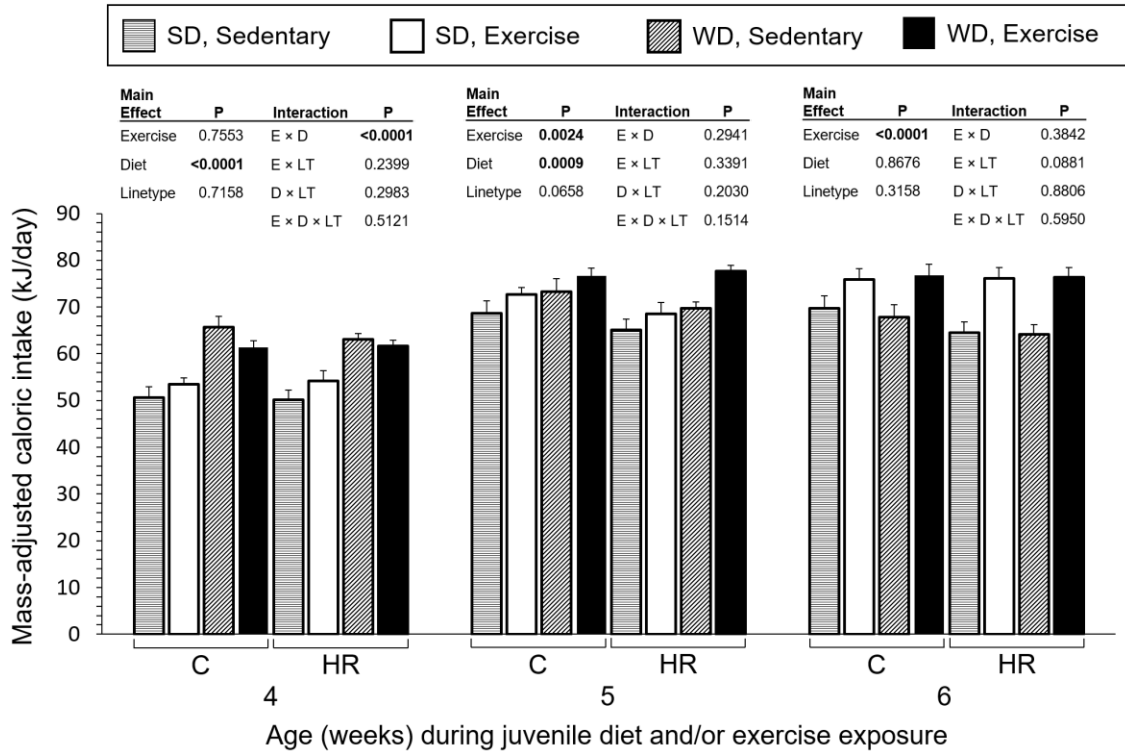 SD, Sedentary SD, Exercise WD, Sedentary WD, Exercise
Main Effect P Interaction P
Exercise 0.7553 E × D <0.0001
Diet <0.0001 E × LT 0.2399
Linetype 0.7158 D × LT 0.2983
E × D × LT 0.5121
Main Effect P Interaction P
Exercise 0.0024 E × D 0.2941
Diet 0.0009 E × LT 0.3391
Linetype 0.0658 D × LT 0.2030
E × D × LT 0.1514
Main Effect P Interaction P
Exercise <0.0001 E × D 0.3842
Diet 0.8676 E × LT 0.0881
Linetype 0.3158 D × LT 0.8806
E × D × LT 0.5950
Mass-adjusted caloric intake (kJ/day)
90
80
70
60
50
40
30
20
10
0
C HR C HR C HR
4 5 6
Age (weeks) during juvenile diet and/or exercise exposure